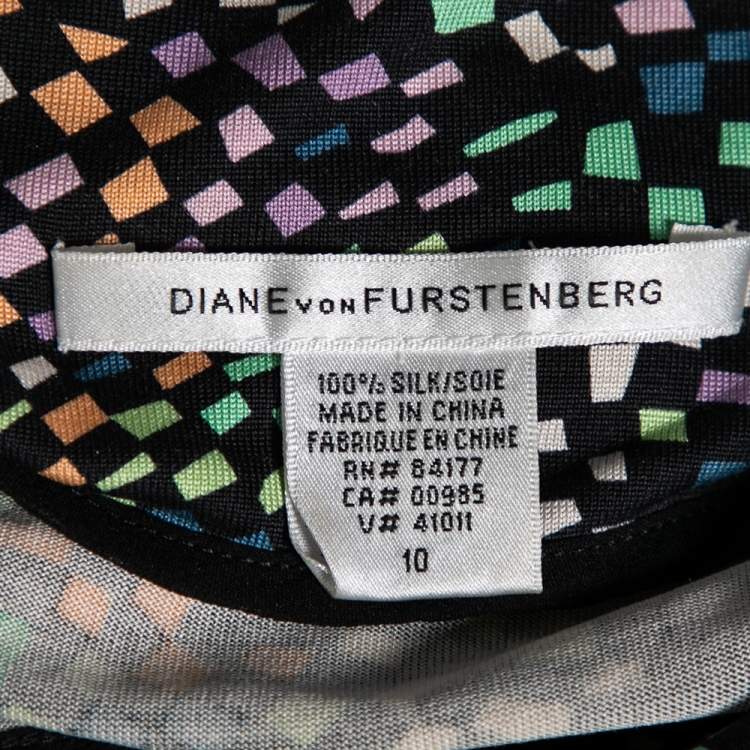 DIANE VON FURSTENBERG
100% SILK/SOIE
MADE IN CHINA
FABRIQUE EN CHINE
RN# 84177
CA# 00985
V# 41011
10